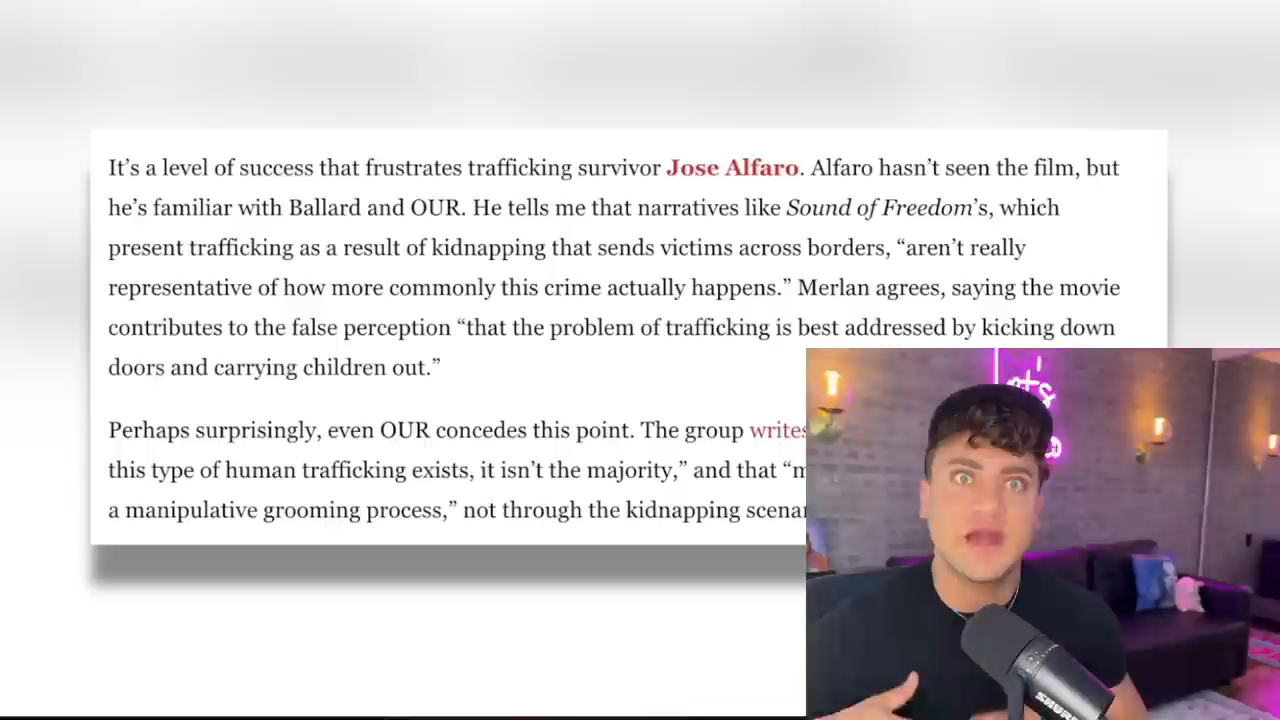 It’s a level of success that frustrates trafficking survivor Jose Alfaro. Alfaro hasn’t seen the film, but
he’s familiar with Ballard and OUR. He tells me that narratives like Sound of Freedom’s, which
present trafficking as a result of kidnapping that sends victims across borders, “aren’t really
representative of how more commonly this crime actually happens.” Merlan agrees, saying the movie
contributes to the false perception “that the problem of trafficking is best addressed by kicking down
doors and carrying children out.”
Perhaps surprisingly, even OUR concedes this point. The group writes
this type of human trafficking exists, it isn’t the majority,” and that “m
a manipulative grooming process,” not through the kidnapping scenar